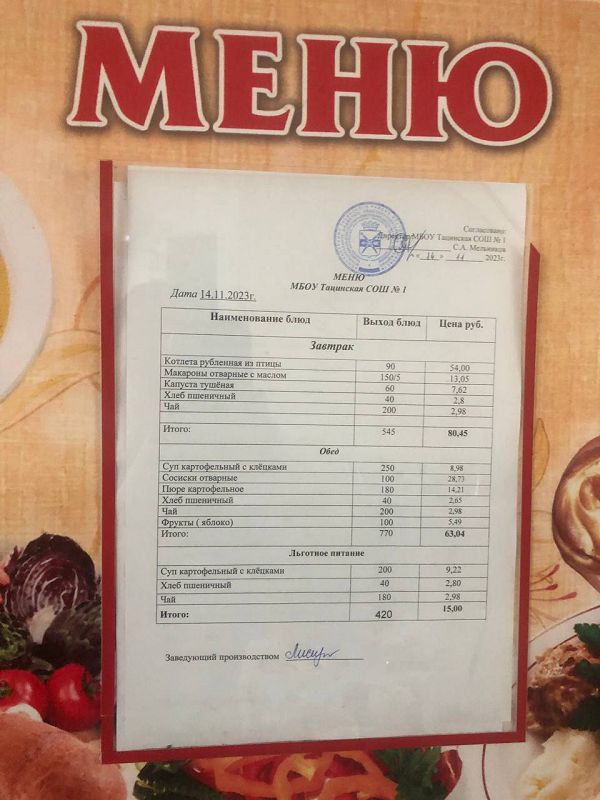 МЕНЮ
Согласовано:
Директор МБОУ Тацинская СОШ № 1
С.А. Мельников
« 14 » 11 2023г.
МЕНЮ
МБОУ Тацинская СОШ № 1
Дата 14.11.2023г.
Наименование блюд Выход блюд Цена руб.
Завтрак
Котлета рубленная из птицы 90 54,00
Макароны отварные с маслом 150/5 13,05
Капуста тушёная 60 7,62
Хлеб пшеничный 40 2,8
Чай 200 2,98
Итого: 545 80,45
Обед
Суп картофельный с клёцками 250 8,98
Сосиски отварные 100 28,73
Пюре картофельное 180 14,21
Хлеб пшеничный 40 2,65
Чай 200 2,98
Фрукты ( яблоко) 100 5,49
Итого: 770 63,04
Льготное питание
Суп картофельный с клёцками 200 9,22
Хлеб пшеничный 40 2,80
Чай 180 2,98
Итого: 420 15,00
Заведующий производством